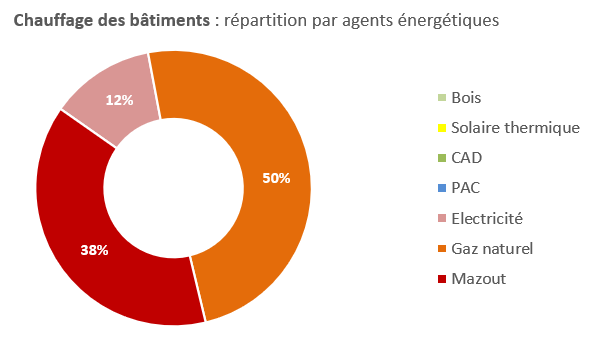 Chauffage des bâtiments : répartition par agents énergétiques
12%
50%
38%
Bois
Solaire thermique
CAD
PAC
Electricité
Gaz naturel
Mazout